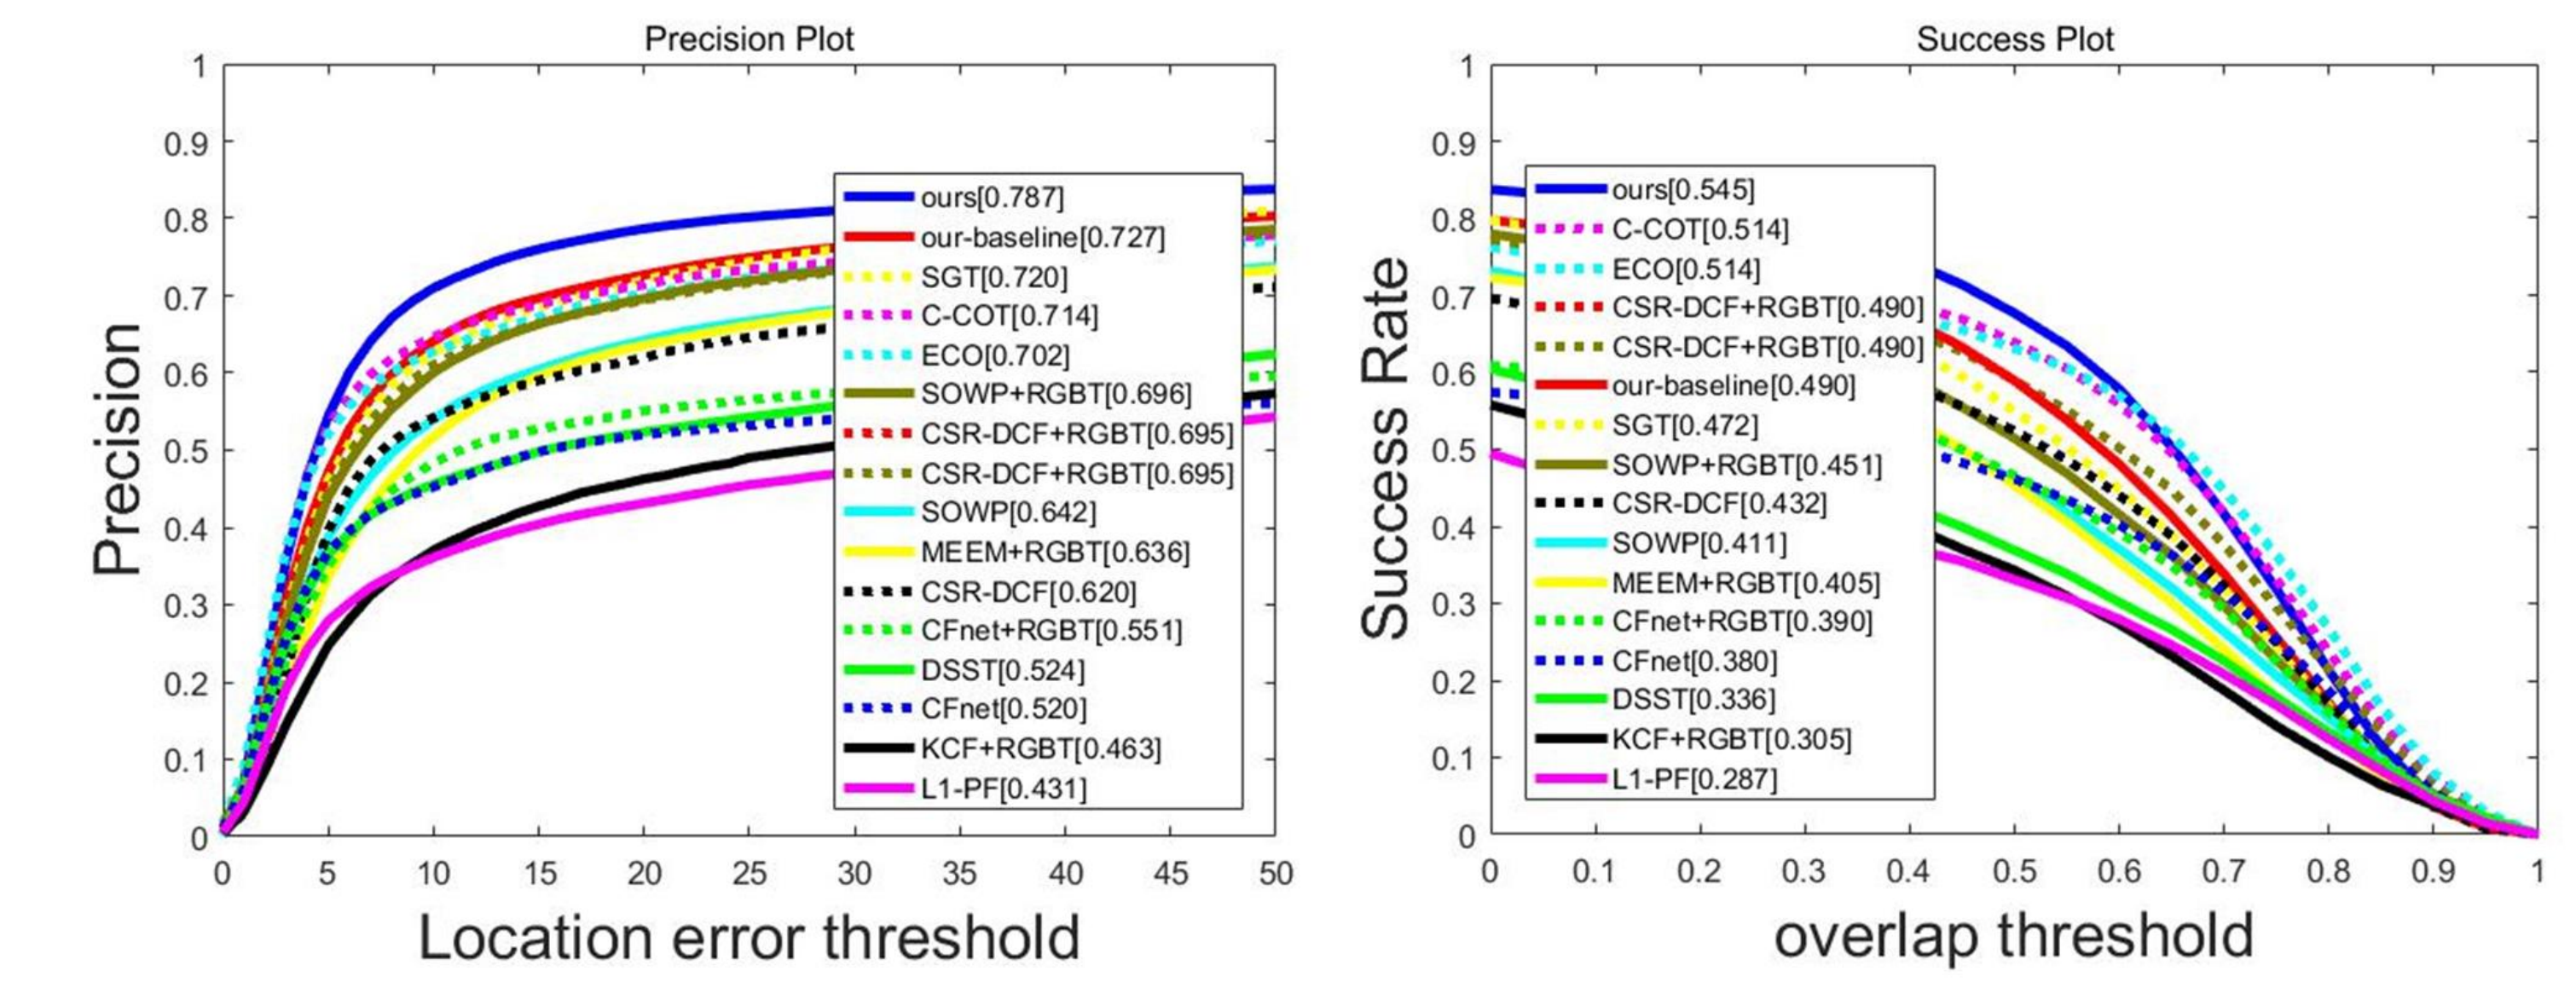 Precision Plot
1
0.9
0.8
0.7
0.6
0.5
0.4
0.3
0.2
0.1
0
Precision
ours[0.787]
our-baseline[0.727]
SGT[0.720]
C-COT[0.714]
ECO[0.702]
SOWP+RGBT[0.696]
CSR-DCF+RGBT[0.695]
CSR-DCF+RGBT[0.695]
SOWP[0.642]
MEEM+RGBT[0.636]
CSR-DCF[0.620]
CFnet+RGBT[0.551]
DSST[0.524]
CFnet[0.520]
KCF+RGBT[0.463]
L1-PF[0.431]
0 5 10 15 20 25 30 35 40 45 50
Location error threshold
Success Plot
1
0.9
0.8
0.7
0.6
0.5
0.4
0.3
0.2
0.1
0
Success Rate
ours[0.545]
C-COT[0.514]
ECO[0.514]
CSR-DCF+RGBT[0.490]
CSR-DCF+RGBT[0.490]
our-baseline[0.490]
SGT[0.472]
SOWP+RGBT[0.451]
CSR-DCF[0.432]
SOWP[0.411]
MEEM+RGBT[0.405]
CFnet+RGBT[0.390]
CFnet[0.380]
DSST[0.336]
KCF+RGBT[0.305]
L1-PF[0.287]
0 0.1 0.2 0.3 0.4 0.5 0.6 0.7 0.8 0.9 1
overlap threshold